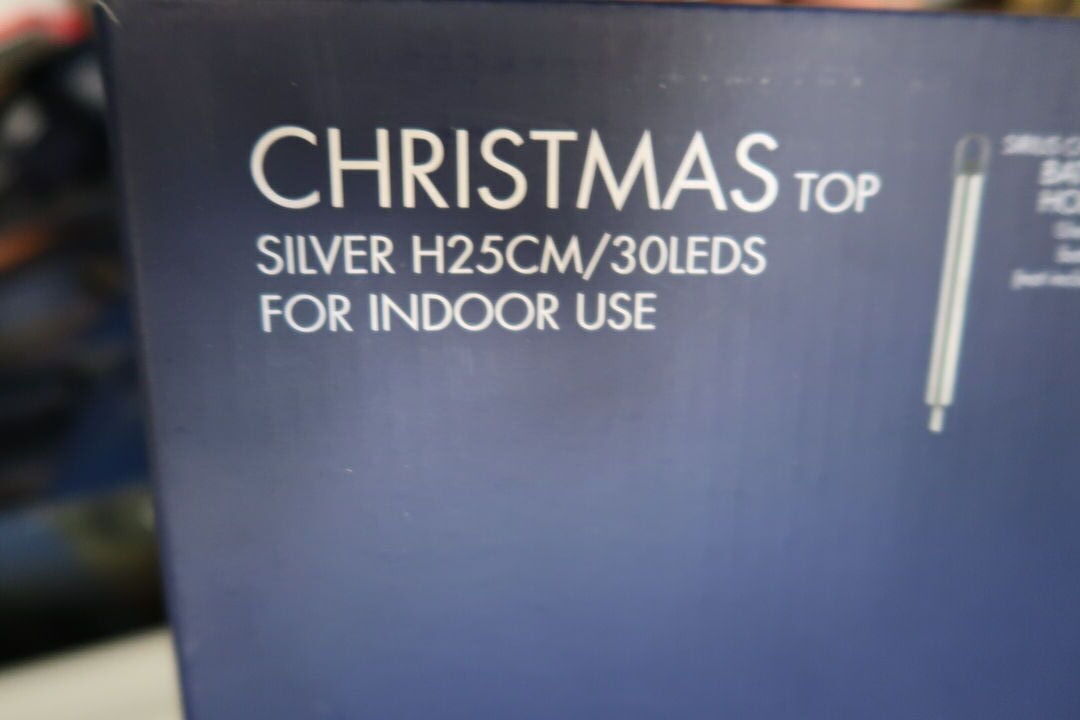 CHRISTMAS TOP
SILVER H25CM/30LEDS
FOR INDOOR USE